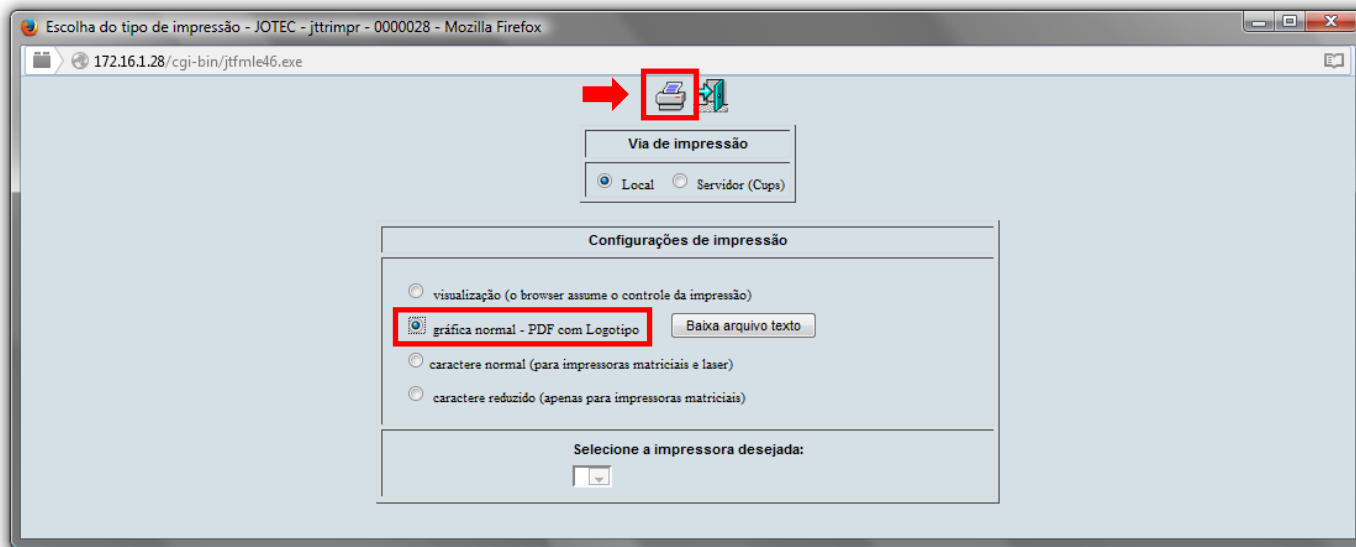 Escolha do tipo de impressão - JOTEC - jttrimpr - 0000028 - Mozilla Firefox
172.16.1.28/cgi-bin/jtfmle46.exe
Via de impressão
Local Servidor (Cups)
Configurações de impressão
visualização (o browser assume o controle da impressão)
gráfica normal - PDF com Logotipo Baixa arquivo texto
caractere normal (para impressoras matriciais e laser)
caractere reduzido (apenas para impressoras matriciais)
Selecione a impressora desejada: